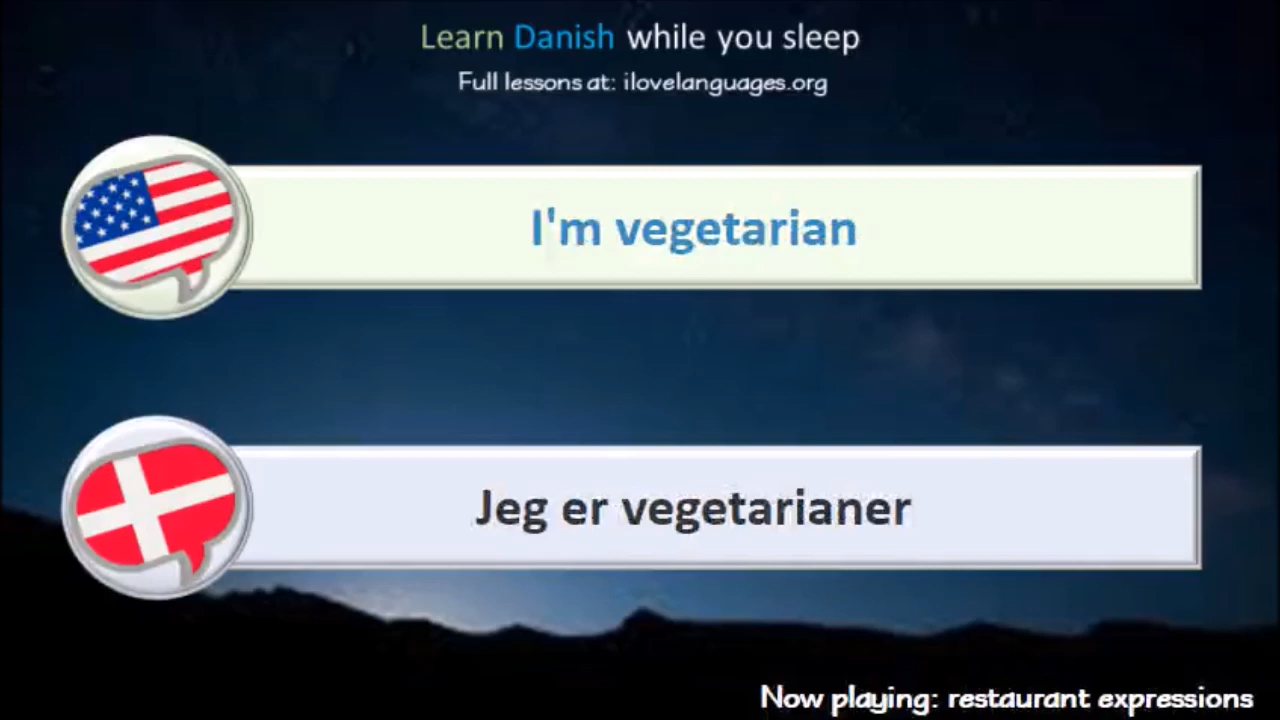 Learn Danish while you sleep
Full lessons at: ilovelanguages.org
I'm vegetarian
Jeg er vegetarianer
Now playing: restaurant expressions